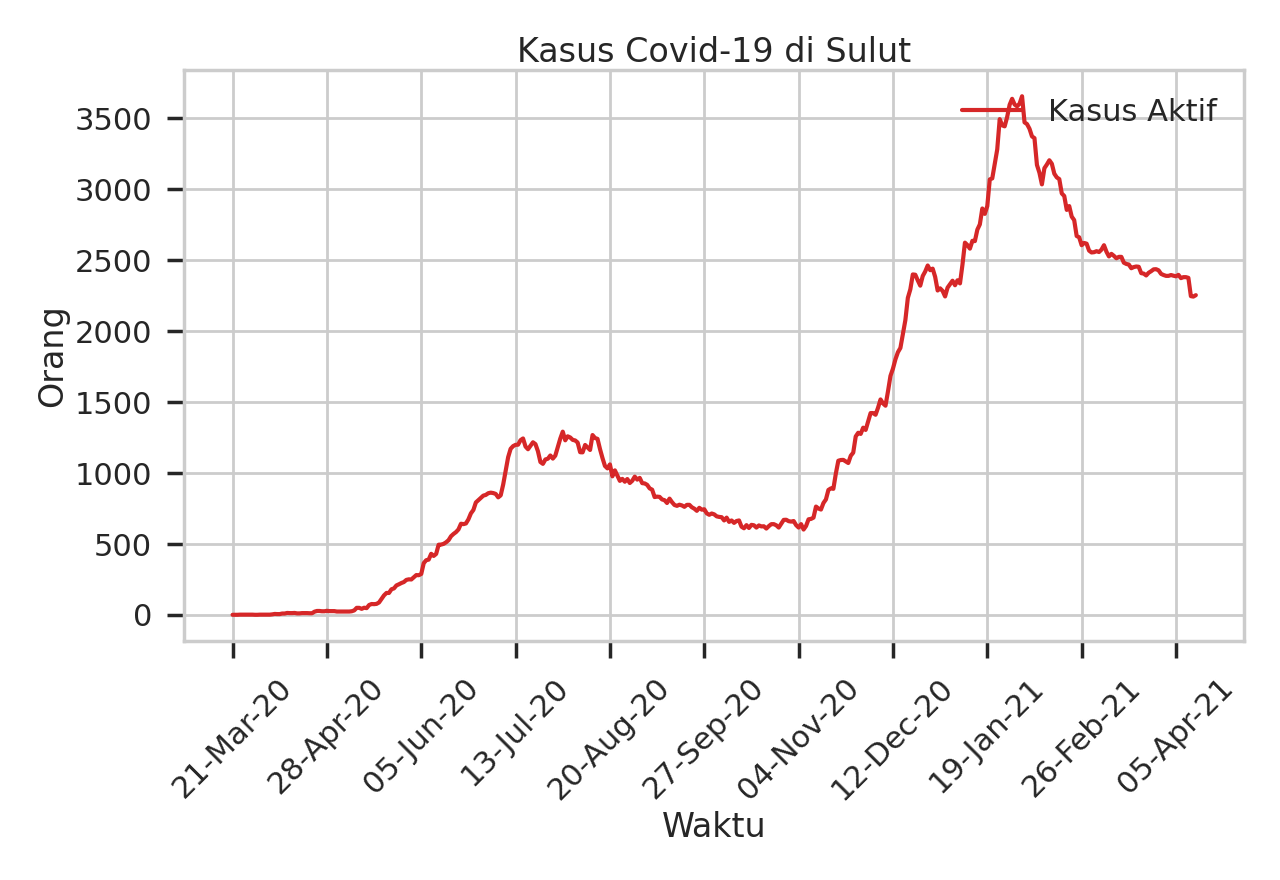 Kasus Covid-19 di Sulut
Kasus Aktif
Orang
3500
3000
2500
2000
1500
1000
500
0
21-Mar-20
28-Apr-20
05-Jun-20
13-Jul-20
20-Aug-20
27-Sep-20
04-Nov-20
12-Dec-20
19-Jan-21
26-Feb-21
05-Apr-21
Waktu